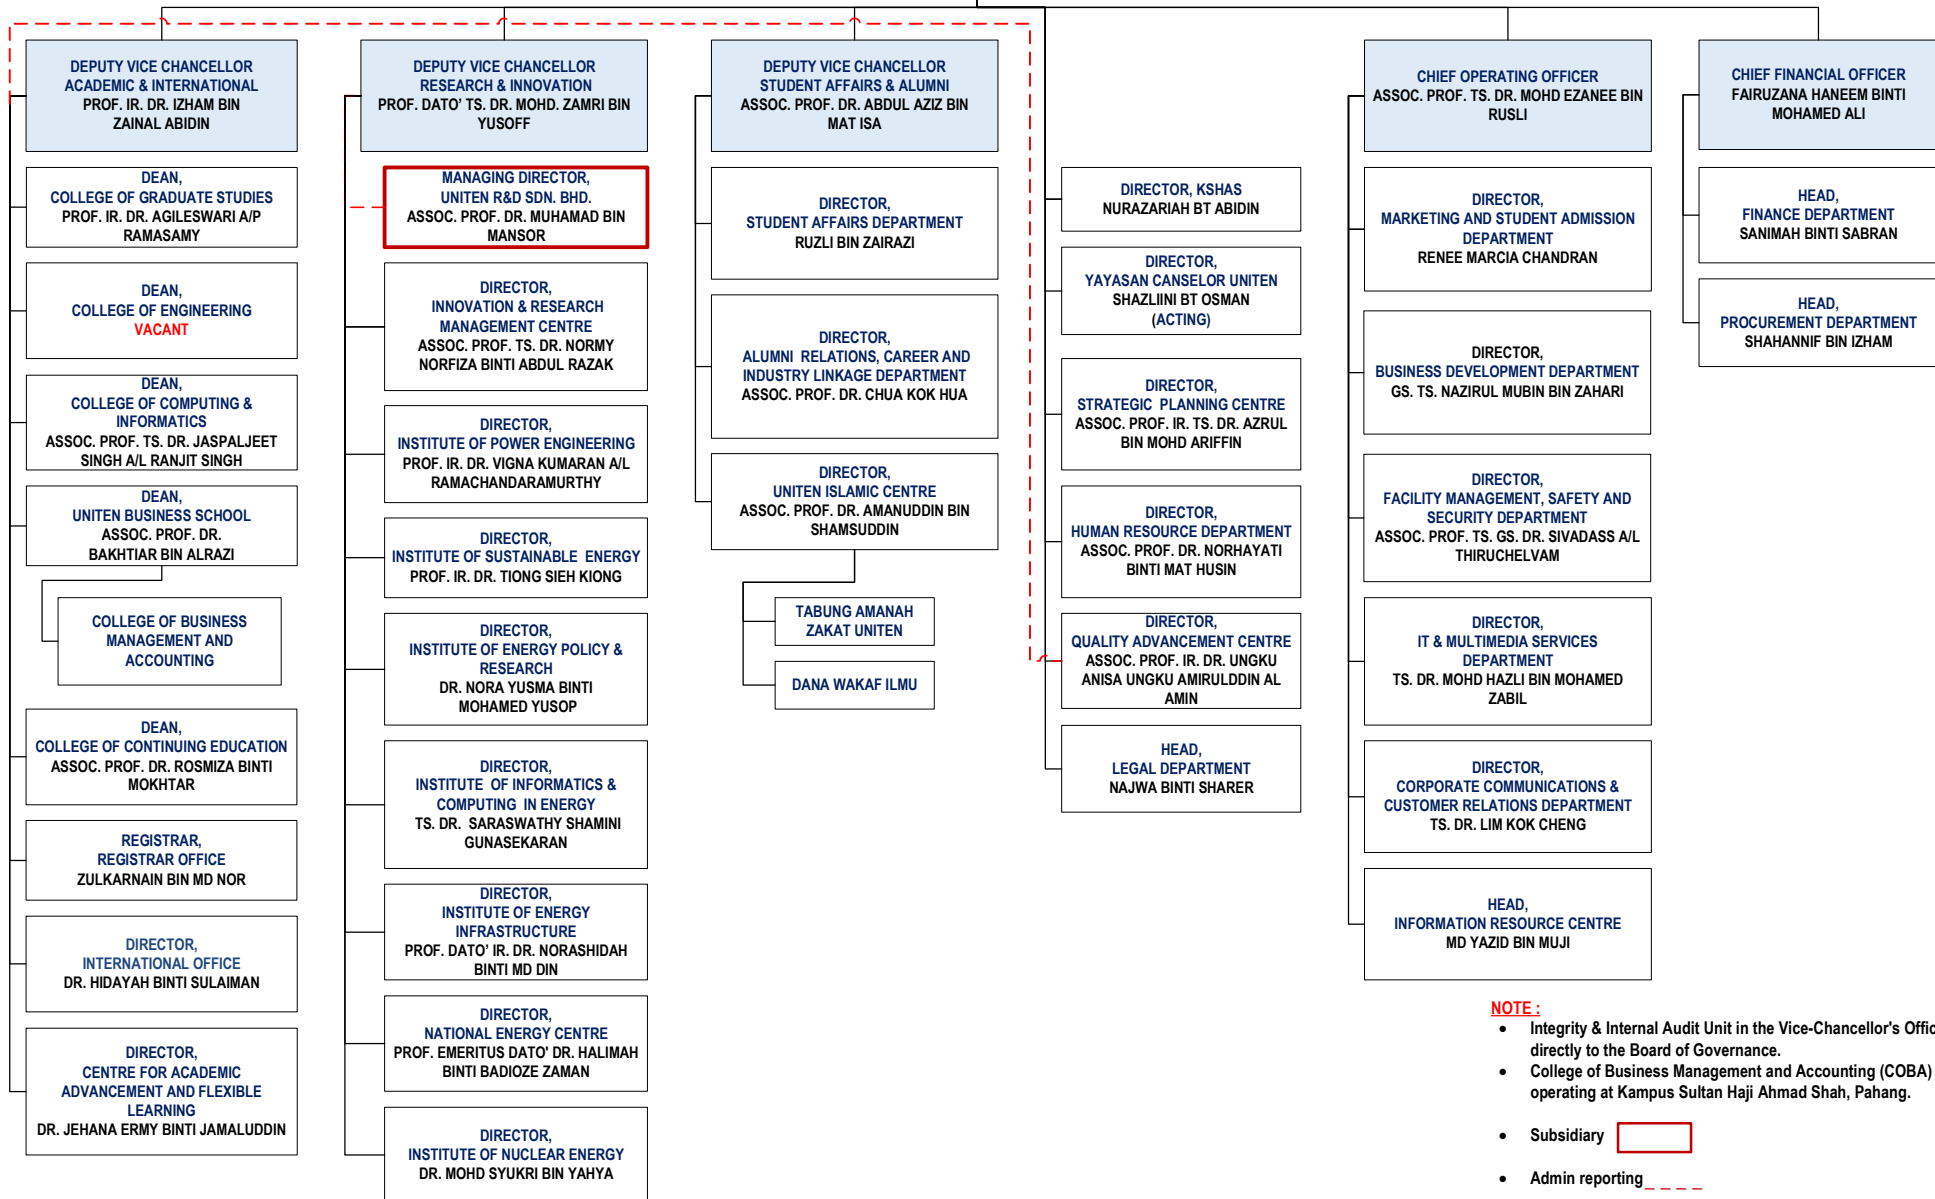 DEPUTY VICE CHANCELLOR
ACADEMIC & INTERNATIONAL
PROF. IR. DR. IZHAM BIN
ZAINAL ABIDIN
DEAN,
COLLEGE OF GRADUATE STUDIES
PROF. IR. DR. AGILESWARI A/P
RAMASAMY
DEAN,
COLLEGE OF ENGINEERING
VACANT
DEAN,
COLLEGE OF COMPUTING &
INFORMATICS
ASSOC. PROF. TS. DR. JASPALJEET
SINGH A/L RANJIT SINGH
DEAN,
UNITEN BUSINESS SCHOOL
ASSOC. PROF. DR.
BAKHTIAR BIN ALRAZI
COLLEGE OF BUSINESS
MANAGEMENT AND
ACCOUNTING
DEAN,
COLLEGE OF CONTINUING EDUCATION
ASSOC. PROF. DR. ROSMIZA BINTI
MOKHTAR
REGISTRAR,
REGISTRAR OFFICE
ZULKARNAIN BIN MD NOR
DIRECTOR,
INTERNATIONAL OFFICE
DR. HIDAYAH BINTI SULAIMAN
DIRECTOR,
CENTRE FOR ACADEMIC
ADVANCEMENT AND FLEXIBLE
LEARNING
DR. JEHANA ERMY BINTI JAMALUDDIN
DEPUTY VICE CHANCELLOR
RESEARCH & INNOVATION
PROF. DATO' TS. DR. MOHD. ZAMRI BIN
YUSOFF
MANAGING DIRECTOR,
UNITEN R&D SDN. BHD.
ASSOC. PROF. DR. MUHAMAD BIN
MANSOR
DIRECTOR,
INNOVATION & RESEARCH
MANAGEMENT CENTRE
ASSOC. PROF. TS. DR. NORMY
NORFIZA BINTI ABDUL RAZAK
DIRECTOR,
INSTITUTE OF POWER ENGINEERING
PROF. IR. DR. VIGNA KUMARAN A/L
RAMACHANDARAMURTHY
DIRECTOR,
INSTITUTE OF SUSTAINABLE ENERGY
PROF. IR. DR. TIONG SIEH KIONG
DIRECTOR,
INSTITUTE OF ENERGY POLICY &
RESEARCH
DR. NORA YUSMA BINTI
MOHAMED YUSOP
DIRECTOR,
INSTITUTE OF INFORMATICS &
COMPUTING IN ENERGY
TS. DR. SARASWATHY SHAMINI
GUNASEKARAN
DIRECTOR,
INSTITUTE OF ENERGY
INFRASTRUCTURE
PROF. DATO' IR. DR. NORASHIDAH
BINTI MD DIN
DIRECTOR,
NATIONAL ENERGY CENTRE
PROF. EMERITUS DATO' DR. HALIMAH
BINTI BADIOZE ZAMAN
DIRECTOR,
INSTITUTE OF NUCLEAR ENERGY
DR. MOHD SYUKRI BIN YAHYA
DEPUTY VICE CHANCELLOR
STUDENT AFFAIRS & ALUMNI
ASSOC. PROF. DR. ABDUL AZIZ BIN
MAT ISA
DIRECTOR,
STUDENT AFFAIRS DEPARTMENT
RUZLI BIN ZAIRAZI
DIRECTOR,
ALUMNI RELATIONS, CAREER AND
INDUSTRY LINKAGE DEPARTMENT
ASSOC. PROF. DR. CHUA KOK HUA
DIRECTOR,
UNITEN ISLAMIC CENTRE
ASSOC. PROF. DR. AMANUDDIN BIN
SHAMSUDDIN
TABUNG AMANAH
ZAKAT UNITEN
DANA WAKAF ILMU
DIRECTOR, KSHAS
NURAZARIAH BT ABIDIN
DIRECTOR,
YAYASAN CANSELOR UNITEN
SHAZLIINI BT OSMAN
(ACTING)
DIRECTOR,
STRATEGIC PLANNING CENTRE
ASSOC. PROF. IR. TS. DR. AZRUL
BIN MOHD ARIFFIN
DIRECTOR,
HUMAN RESOURCE DEPARTMENT
ASSOC. PROF. DR. NORHAYATI
BINTI MAT HUSIN
DIRECTOR,
QUALITY ADVANCEMENT CENTRE
ASSOC. PROF. IR. DR. UNGKU
ANISA UNGKU AMIRULDDIN AL
AMIN
HEAD,
LEGAL DEPARTMENT
NAJWA BINTI SHARER
CHIEF OPERATING OFFICER
ASSOC. PROF. TS. DR. MOHD EZANEE BIN
RUSLI
DIRECTOR,
MARKETING AND STUDENT ADMISSION
DEPARTMENT
RENEE MARCIA CHANDRAN
DIRECTOR,
BUSINESS DEVELOPMENT DEPARTMENT
GS. TS. NAZIRUL MUBIN BIN ZAHARI
DIRECTOR,
FACILITY MANAGEMENT, SAFETY AND
SECURITY DEPARTMENT
ASSOC. PROF. TS. GS. DR. SIVADASS A/L
THIRUCHELVAM
DIRECTOR,
IT & MULTIMEDIA SERVICES
DEPARTMENT
TS. DR. MOHD HAZLI BIN MOHAMED
ZABIL
DIRECTOR,
CORPORATE COMMUNICATIONS &
CUSTOMER RELATIONS DEPARTMENT
TS. DR. LIM KOK CHENG
HEAD,
INFORMATION RESOURCE CENTRE
MD YAZID BIN MUJI
CHIEF FINANCIAL OFFICER
FAIRUZANA HANEEM BINTI
MOHAMED ALI
HEAD,
FINANCE DEPARTMENT
SANIMAH BINTI SABRAN
HEAD,
PROCUREMENT DEPARTMENT
SHAHANNIF BIN IZHAM
NOTE :
• Integrity & Internal Audit Unit in the Vice-Chancellor's Offic
directly to the Board of Governance.
• College of Business Management and Accounting (COBA)
operating at Kampus Sultan Haji Ahmad Shah, Pahang.
• Subsidiary
• Admin reporting